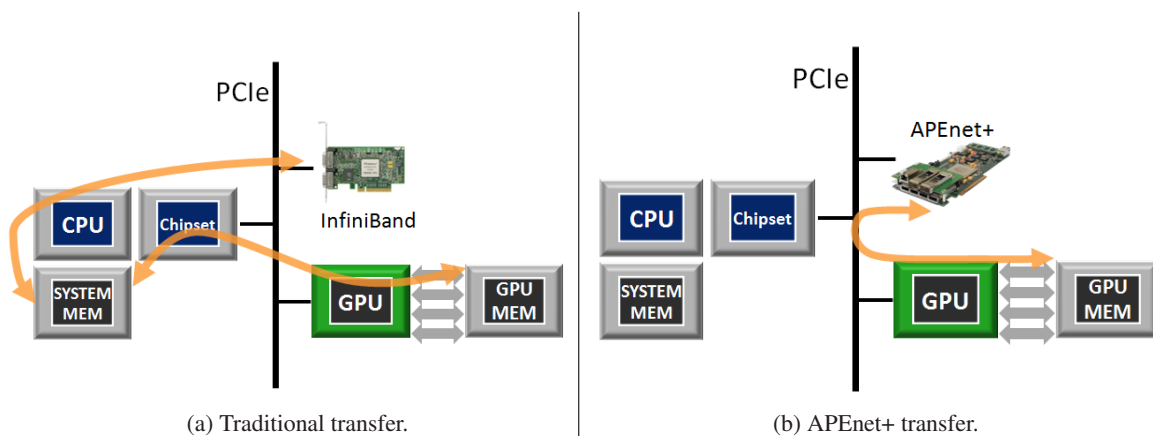 PCIe
InfiniBand
CPU
Chipset
SYSTEM
MEM
GPU
GPU
MEM
(a) Traditional transfer.
PCIe
APEnet+
CPU
Chipset
SYSTEM
MEM
GPU
GPU
MEM
(b) APEnet+ transfer.